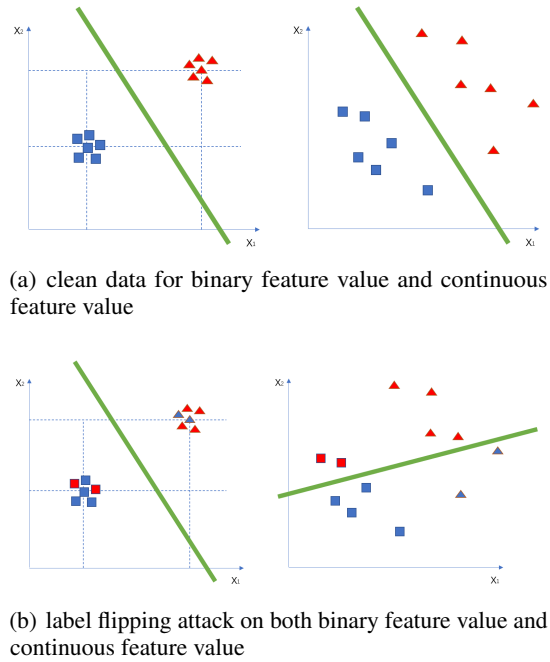 X₂
X₂
X₁
X₁
(a) clean data for binary feature value and continuous
feature value
X₂
X₂
X₁
X₁
(b) label flipping attack on both binary feature value and
continuous feature value